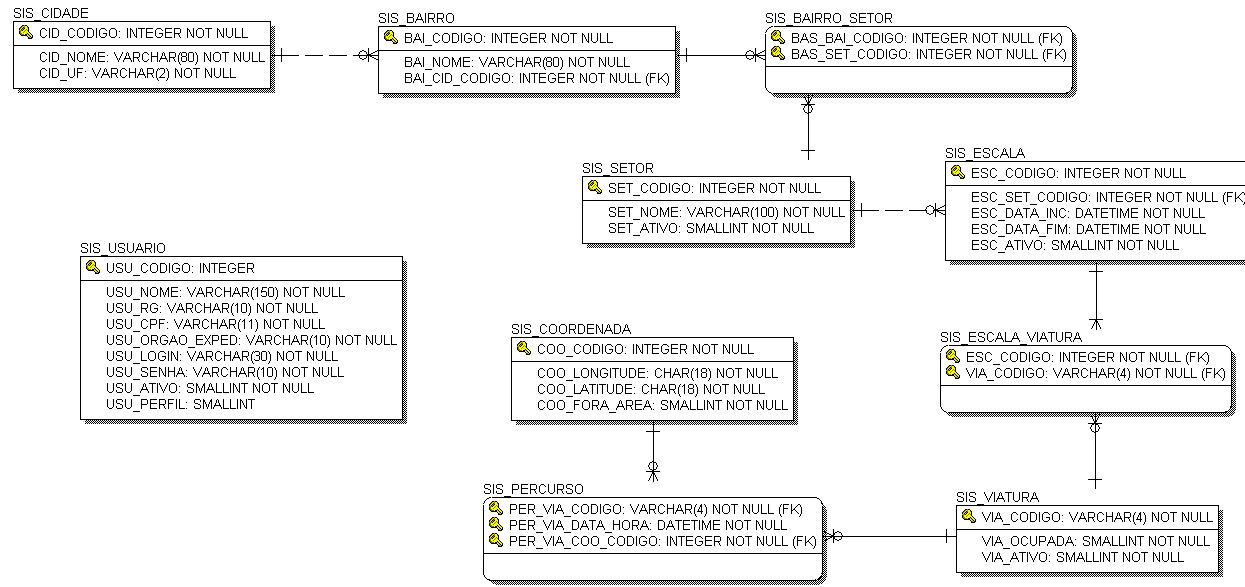 SIS_CIDADE
CID_CODIGO: INTEGER NOT NULL
CID_NOME: VARCHAR(80) NOT NULL
CID_UF: VARCHAR(2) NOT NULL
SIS_BAIRRO
BAI_CODIGO: INTEGER NOT NULL
BAI_NOME: VARCHAR(80) NOT NULL
BAI_CID_CODIGO: INTEGER NOT NULL (FK)
SIS_BAIRRO_SETOR
BAS_BAI_CODIGO: INTEGER NOT NULL (FK)
BAS_SET_CODIGO: INTEGER NOT NULL (FK)
SIS_SETOR
SET_CODIGO: INTEGER NOT NULL
SET_NOME: VARCHAR(100) NOT NULL
SET_ATIVO: SMALLINT NOT NULL
SIS_ESCALA
ESC_CODIGO: INTEGER NOT NULL
ESC_SET_CODIGO: INTEGER NOT NULL (FK)
ESC_DATA_INC: DATETIME NOT NULL
ESC_DATA_FIM: DATETIME NOT NULL
ESC_ATIVO: SMALLINT NOT NULL
SIS_USUARIO
USU_CODIGO: INTEGER
USU_NOME: VARCHAR(150) NOT NULL
USU_RG: VARCHAR(10) NOT NULL
USU_CPF: VARCHAR(11) NOT NULL
USU_ORGAO_EXPED: VARCHAR(10) NOT NULL
USU_LOGIN: VARCHAR(30) NOT NULL
USU_SENHA: VARCHAR(10) NOT NULL
USU_ATIVO: SMALLINT NOT NULL
USU_PERFIL: SMALLINT
SIS_COORDENADA
COO_CODIGO: INTEGER NOT NULL
COO_LONGITUDE: CHAR(18) NOT NULL
COO_LATITUDE: CHAR(18) NOT NULL
COO_FORA_AREA: SMALLINT NOT NULL
SIS_ESCALA_VIATURA
ESC_CODIGO: INTEGER NOT NULL (FK)
VIA_CODIGO: VARCHAR(4) NOT NULL (FK)
SIS_PERCURSO
PER_VIA_CODIGO: VARCHAR(4) NOT NULL (FK)
PER_VIA_DATA_HORA: DATETIME NOT NULL
PER_VIA_COO_CODIGO: INTEGER NOT NULL (FK)
SIS_VIATURA
VIA_CODIGO: VARCHAR(4) NOT NULL
VIA_OCUPADA: SMALLINT NOT NULL
VIA_ATIVO: SMALLINT NOT NULL